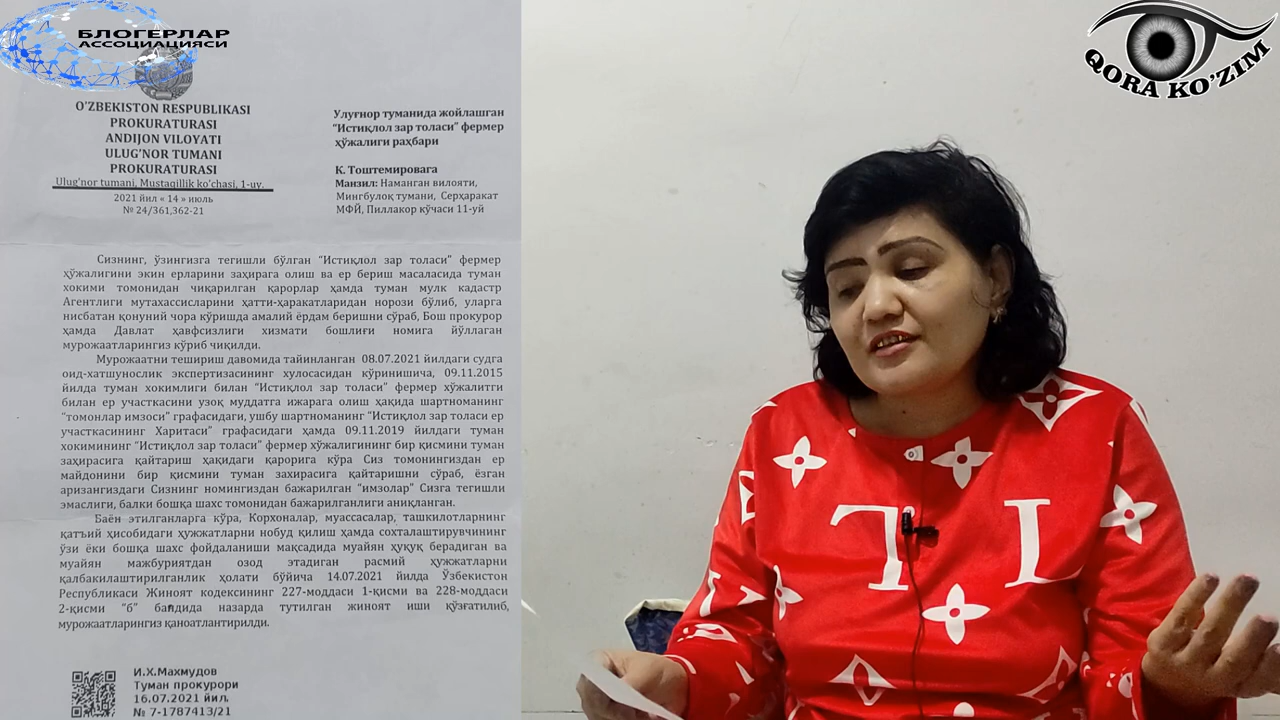 БЛОГЕРЛАР
АССОЦИАЦИЯСИ
QORA KO'ZIM
O'ZBEKISTON RESPUBLIKASI
PROKURATURASI
ANDIJON VILOYATI
ULUG'NOR TUMANI
PROKURATURASI
Ulug'nor tumani, Mustaqillik ko'chasi, 1-uy.
2021 йил « 14 » июль
№ 24/361,362-21
Улуғнор туманида жойлашган
“Истиқлол зар толаси” фермер
ҳўжалиги раҳбари
К. Тоштемировага
Манзил: Наманган вилояти,
Мингбулоқ тумани, Серҳаракат
МФЙ, Пиллакор кўчаси 11-уй
Сизнинг, ўзингизга тегишли бўлган “Истиқлол зар толаси” фермер
ҳўжалигини экин ерларини заҳирага олиш ва ер бериш масаласида туман
хокими томонидан чиқарилган қарорлар ҳамда туман мулк кадастр
Агентлиги мутахассисларини ҳатти-ҳаракатларидан норози бўлиб, уларга
нисбатан қонуний чора кўришда амалий ёрдам беришни сўраб, Бош прокурор
ҳамда Давлат ҳавфсизлиги хизмати бошлиғи номига йўллаган
мурожаатларингиз кўриб чиқилди.
Мурожаатни тешириш давомида тайинланган 08.07.2021 йилдаги судга
оид-хатшунослик экспертизасининг хулосасидан кўринишича, 09.11.2015
йилда туман хокимлиги билан “Истиқлол зар толаси” фермер хўжалитги
билан ер участкасини узоқ муддатга ижарага олиш ҳақида шартноманинг
“томонлар имзоси” графасидаги, ушбу шартноманинг “Истиқлол зар толаси ер
участкасининг Харитаси” графасидаги ҳамда 09.11.2019 йилдаги туман
хокимининг “Истиқлол зар толаси” фермер хўжалигининг бир қисмини туман
заҳирасига қайтариш ҳақидаги қарорига кўра Сиз томонингиздан ер
майдонини бир қисмини туман захирасига қайтаришни сўраб, ёзган
аризангиздаги Сизнинг номингиздан бажарилган “имзолар” Сизга тегишли
эмаслиги, балки бошқа шахс томонидан бажарилганлиги аниқланган.
Баён этилганларга кўра, Корхоналар, муассасалар, ташкилотларнинг
қатъий ҳисобидаги ҳужжатларни нобуд қилиш ҳамда сохталаштирувчининг
ўзи ёки бошқа шахс фойдаланиши мақсадида муайян ҳуқуқ берадиган ва
муайян мажбуриятдан озод этадиган расмий ҳужжатларни
қалбакилаштирилганлик ҳолати бўйича 14.07.2021 йилда Ўзбекистон
Республикаси Жиноят кодексининг 227-моддаси 1-қисми ва 228-моддаси
2-қисми “б” бандида назарда тутилган жиноят иши қўзғатилиб,
мурожаатларингиз қаноатлантирилди.
И.Х.Махмудов
Туман прокурори
16.07.2021 йил,
№ 7-1787413/21